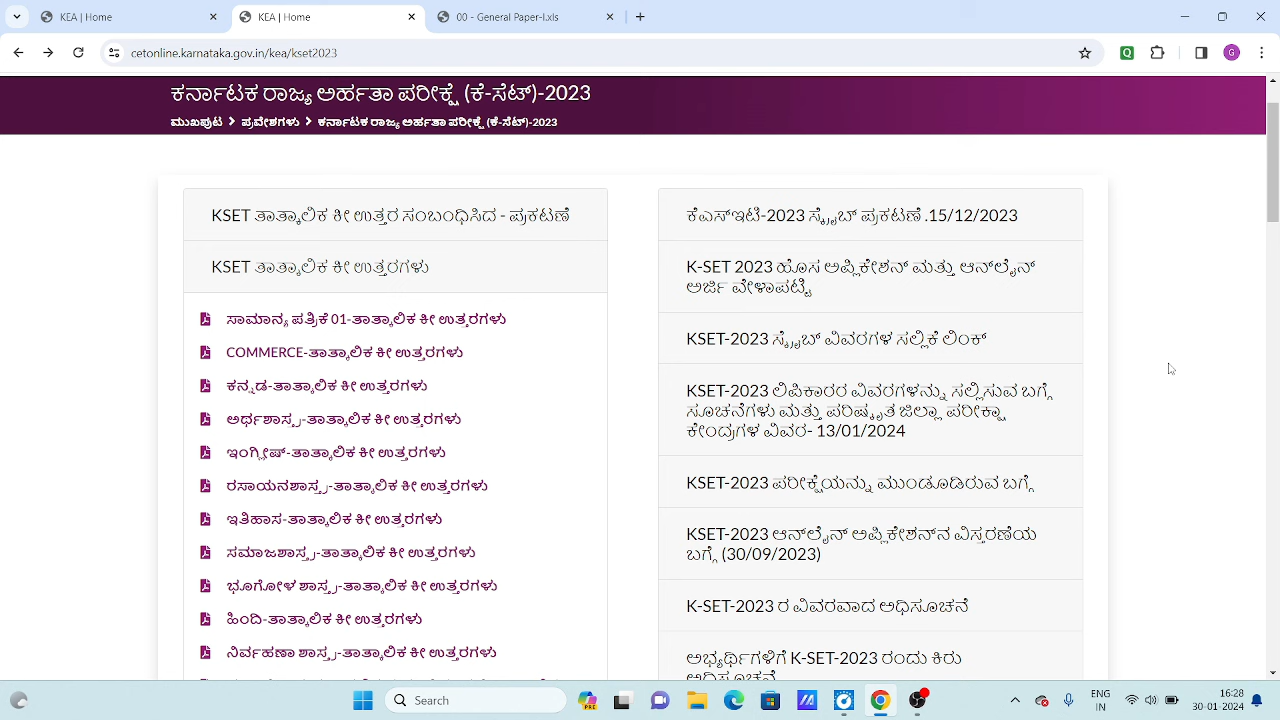 KEA | Home
KEA | Home
00 - General Paper-I.xls
cetonline.karnataka.gov.in/kea/kset2023
G
ಕರ್ನಾಟಕ ರಾಜ್ಯ ಅರ್ಹತಾ ಪರೀಕ್ಷೆ (ಕೆ-ಸೆಟ್)-2023
ಮುಖಪುಟ > ಪ್ರವೇಶಗಳು > ಕರ್ನಾಟಕ ರಾಜ್ಯ ಅರ್ಹತಾ ಪರೀಕ್ಷೆ (ಕೆ-ಸೆಟ್)-2023
KSET ತಾತ್ಕಾಲಿಕ ಕೀ ಉತ್ತರ ಸಂಬಂಧಿಸಿದ - ಪ್ರಕಟಣೆ
KSET ತಾತ್ಕಾಲಿಕ ಕೀ ಉತ್ತರಗಳು
ಸಾಮಾನ್ಯ ಪತ್ರಿಕೆ 01-ತಾತ್ಕಾಲಿಕ ಕೀ ಉತ್ತರಗಳು
COMMERCE-ತಾತ್ಕಾಲಿಕ ಕೀ ಉತ್ತರಗಳು
ಕನ್ನಡ-ತಾತ್ಕಾಲಿಕ ಕೀ ಉತ್ತರಗಳು
ಅರ್ಥಶಾಸ್ತ್ರ-ತಾತ್ಕಾಲಿಕ ಕೀ ಉತ್ತರಗಳು
ಇಂಗ್ಲೀಷ್-ತಾತ್ಕಾಲಿಕ ಕೀ ಉತ್ತರಗಳು
ರಸಾಯನಶಾಸ್ತ್ರ-ತಾತ್ಕಾಲಿಕ ಕೀ ಉತ್ತರಗಳು
ಇತಿಹಾಸ-ತಾತ್ಕಾಲಿಕ ಕೀ ಉತ್ತರಗಳು
ಸಮಾಜಶಾಸ್ತ್ರ-ತಾತ್ಕಾಲಿಕ ಕೀ ಉತ್ತರಗಳು
ಭೂಗೋಳ ಶಾಸ್ತ್ರ-ತಾತ್ಕಾಲಿಕ ಕೀ ಉತ್ತರಗಳು
ಹಿಂದಿ-ತಾತ್ಕಾಲಿಕ ಕೀ ಉತ್ತರಗಳು
ನಿರ್ವಹಣಾ ಶಾಸ್ತ್ರ-ತಾತ್ಕಾಲಿಕ ಕೀ ಉತ್ತರಗಳು
ಕೆಎಸ್ಇಟಿ-2023 ಸ್ಕ್ರೈಬ್ ಪ್ರಕಟಣೆ .15/12/2023
K-SET 2023 ಹೊಸ ಅಪ್ಲಿಕೇಶನ್ ಮತ್ತು ಆನ್‌ಲೈನ್
ಅರ್ಜಿ ವೇಳಾಪಟ್ಟಿ
KSET-2023 ಸ್ಕ್ರೈಬ್ ವಿವರಗಳ ಸಲ್ಲಿಕೆ ಲಿಂಕ್
KSET-2023 ಲಿಪಿಕಾರರ ವಿವರಗಳನ್ನು ಸಲ್ಲಿಸುವ ಬಗ್ಗೆ
ಸೂಚನೆಗಳು ಮತ್ತು ಪರಿಷ್ಕೃತ ಜಿಲ್ಲಾ ಪರೀಕ್ಷಾ
ಕೇಂದ್ರಗಳ ವಿವರ- 13/01/2024
KSET-2023 ಪರೀಕ್ಷೆಯನ್ನು ಮುಂಡೂಡಿರುವ ಬಗ್ಗೆ
KSET-2023 ಆನ್‌ಲೈನ್ ಅಪ್ಲಿಕೇಶನ್‌ನ ವಿಸ್ತರಣೆಯ
ಬಗ್ಗೆ (30/09/2023)
K-SET-2023 ರ ವಿವರವಾದ ಅಧಿಸೂಚನೆ
ಅಭ್ಯರ್ಥಿಗಳಿಗೆ K-SET-2023 ರಂದು ಕಿರು
ಅಧಿಸೂಚನೆ
Search
ENG
IN
16:28
30-01-2024